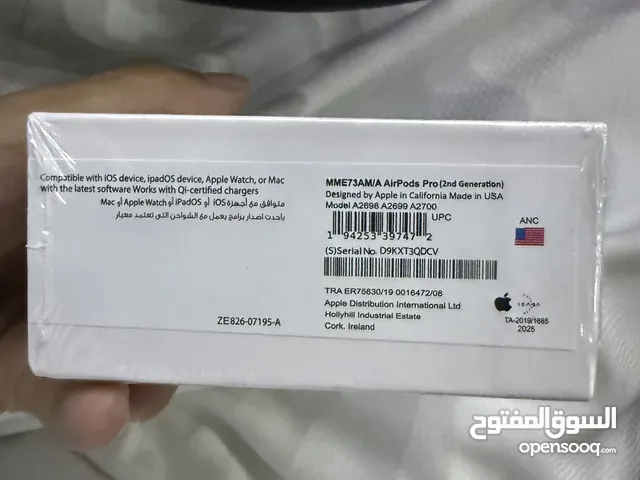 Compatible with iOS device, ipadOS device, Apple Watch, or Mac
with the latest software Works with Qi-certified chargers
متوافق مع أجهزة iOS أو iPadOS أو Apple Watch أو Mac
باحدث اصدار برامج يعمل مع الشواحن التي تعتمد معيار
ZE826-07195-A
MME73AM/A AirPods Pro (2nd Generation)
Designed by Apple in California Made in USA
Model A2698 A2699 A2700
UPC
1 94253 39747 2
(S)Serial No. D9KXT3QDCV
TRA ER75630/19 0016472/08
Apple Distribution International Ltd
Hollyhill Industrial Estate
Cork. Ireland
ANC
TA-2019/1685
2025
السوق المفتوح
opensooq.com